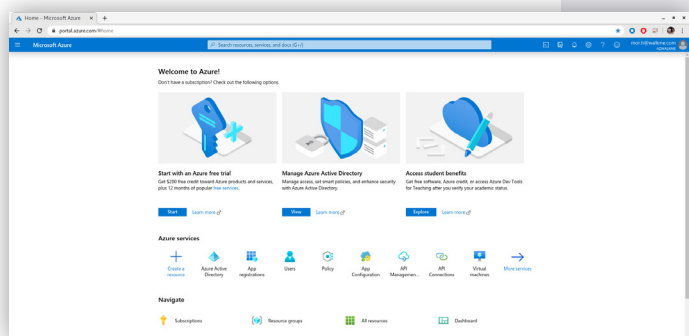 Home - Microsoft Azure
portal.azure.com/#home
Microsoft Azure
Search resources, services, and docs (G+/)
Welcome to Azure!
Don't have a subscription? Check out the following options.
Start with an Azure free trial
Get $200 free credit toward Azure products and services,
plus 12 months of popular free services.
Start Learn more
Manage Azure Active Directory
Manage access, set smart policies, and enhance security
with Azure Active Directory.
View Learn more
Access student benefits
Get free software, Azure credit, or access Azure Dev Tools
for Teaching after you verify your academic status.
Explore Learn more
Azure services
Create a
resource
Azure Active
Directory
App
registrations
Users
Policy
App
Configuration
API
Managemen...
API
Connections
Virtual
machines
More services
Navigate
Subscriptions
Resource groups
All resources
Dashboard